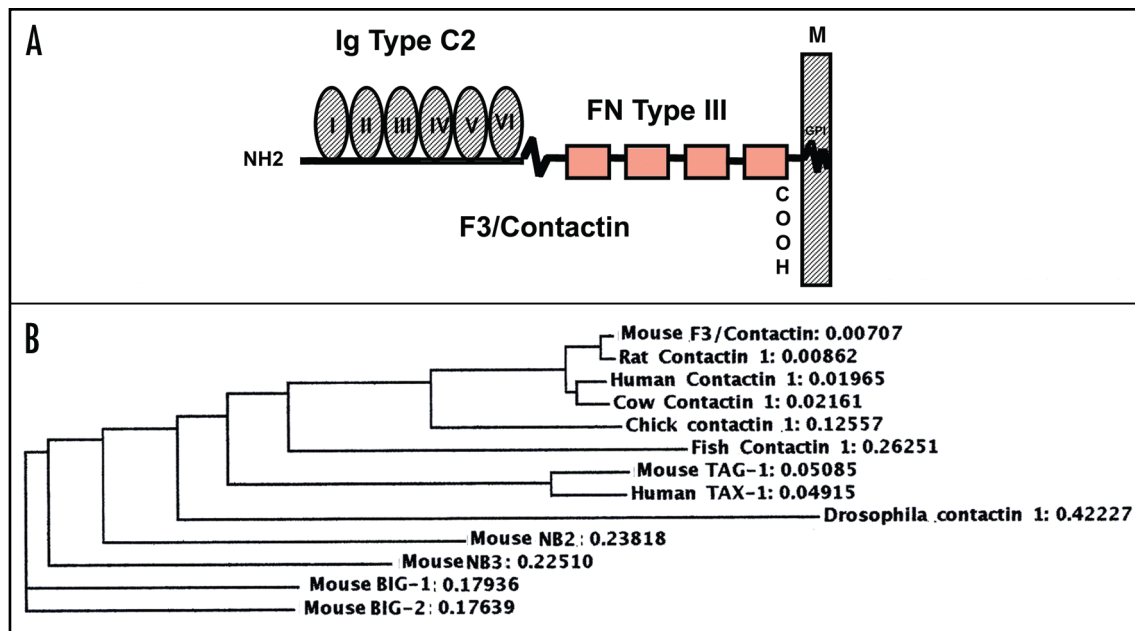 A
Ig Type C2
M
I II III IV V VI
FN Type III
GPI
NH2
F3/Contactin
C
O
O
H
B
Mouse F3/Contactin: 0.00707
Rat Contactin 1: 0.00862
Human Contactin 1: 0.01965
Cow Contactin 1: 0.02161
Chick contactin 1: 0.12557
Fish Contactin 1: 0.26251
Mouse TAG-1: 0.05085
Human TAX-1: 0.04915
Drosophila contactin 1: 0.42227
Mouse NB2: 0.23818
Mouse NB3: 0.22510
Mouse BIG-1: 0.17936
Mouse BIG-2: 0.17639